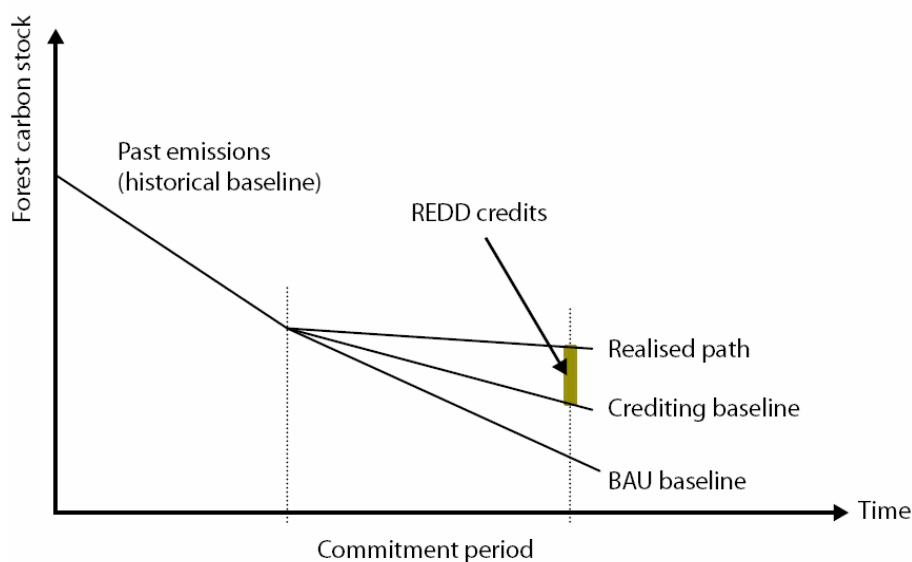 Forest carbon stock
Past emissions
(historical baseline)
REDD credits
Realised path
Crediting baseline
BAU baseline
Time
Commitment period